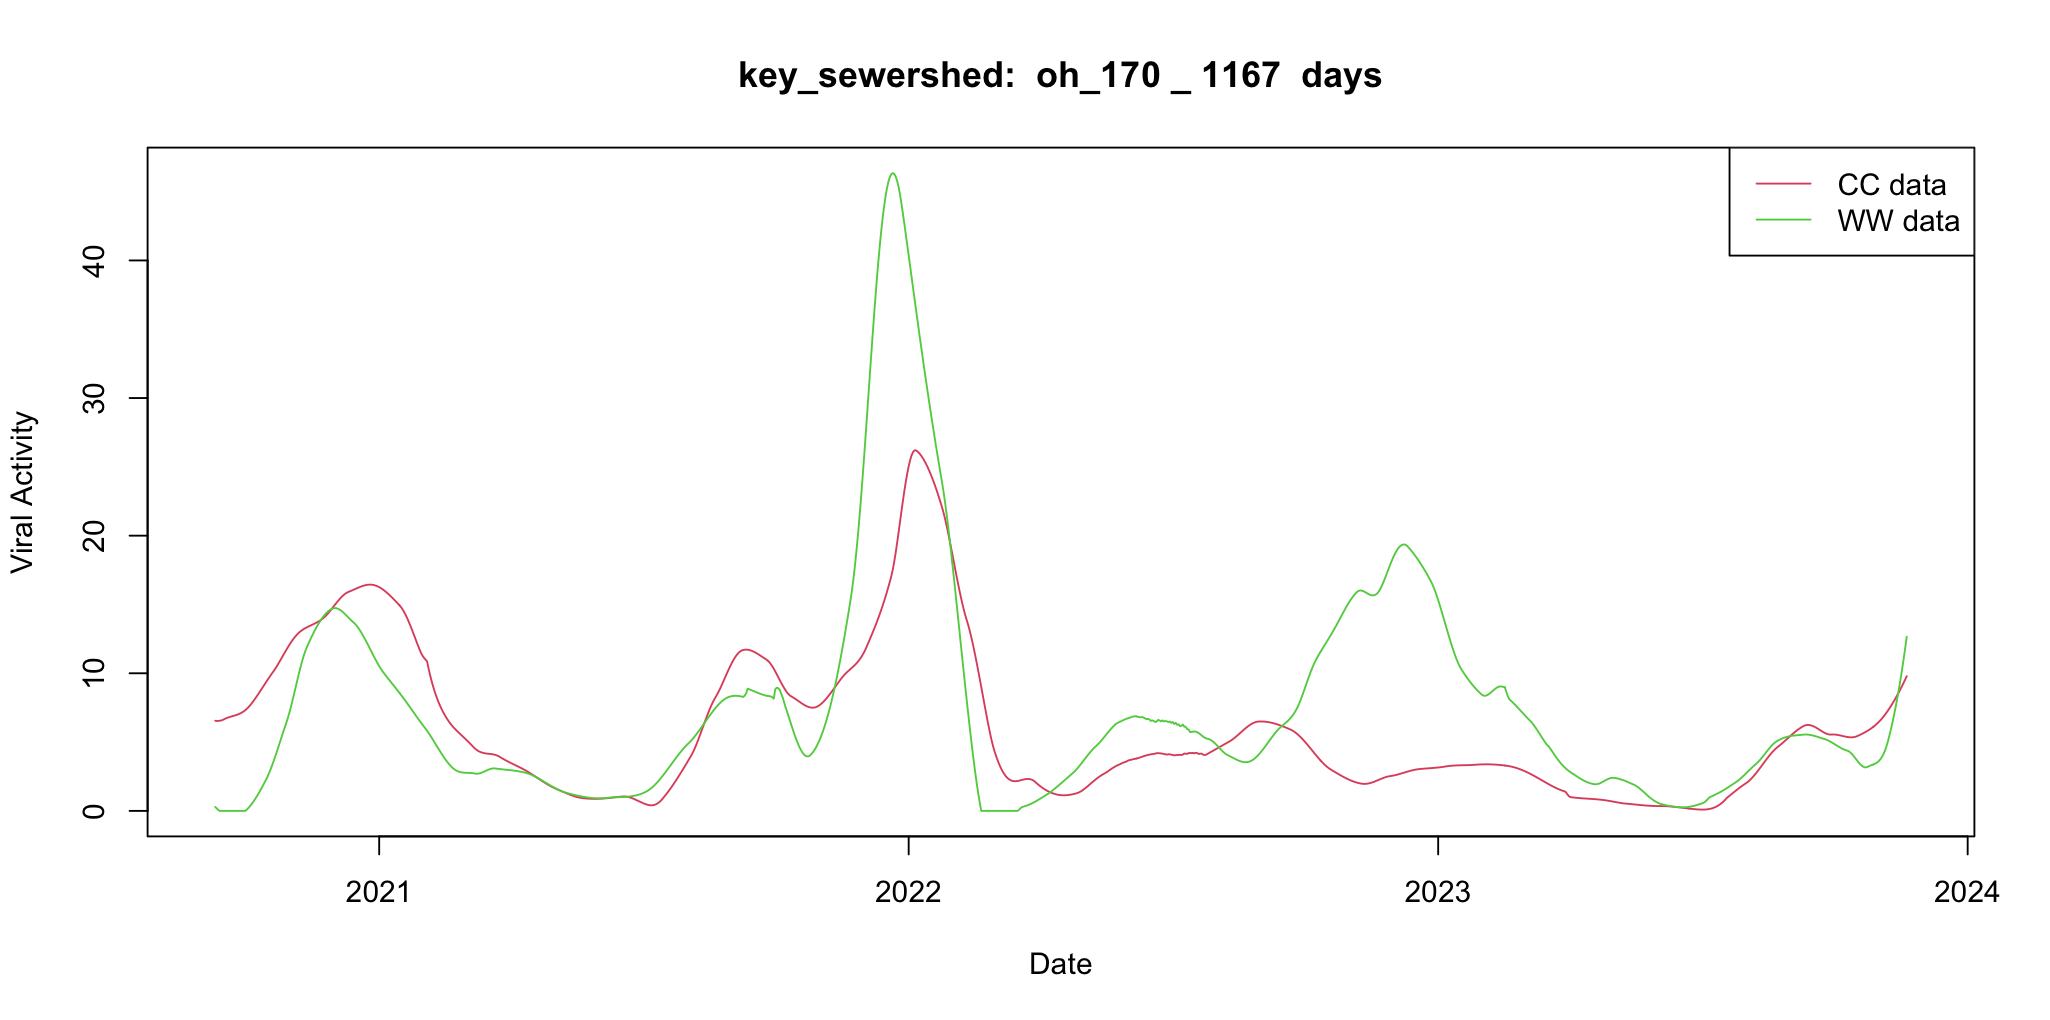 key_sewershed:  oh_170 _ 1167  days
CC data
WW data
Viral Activity
40
30
20
10
0
2021
2022
2023
2024
Date